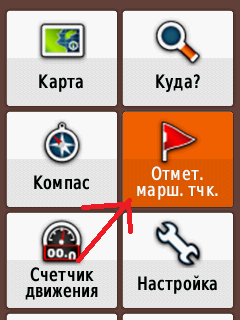 Карта
Куда?
Компас
Отмет.
марш. тчк.
00.0
Счетчик
движения
Настройка